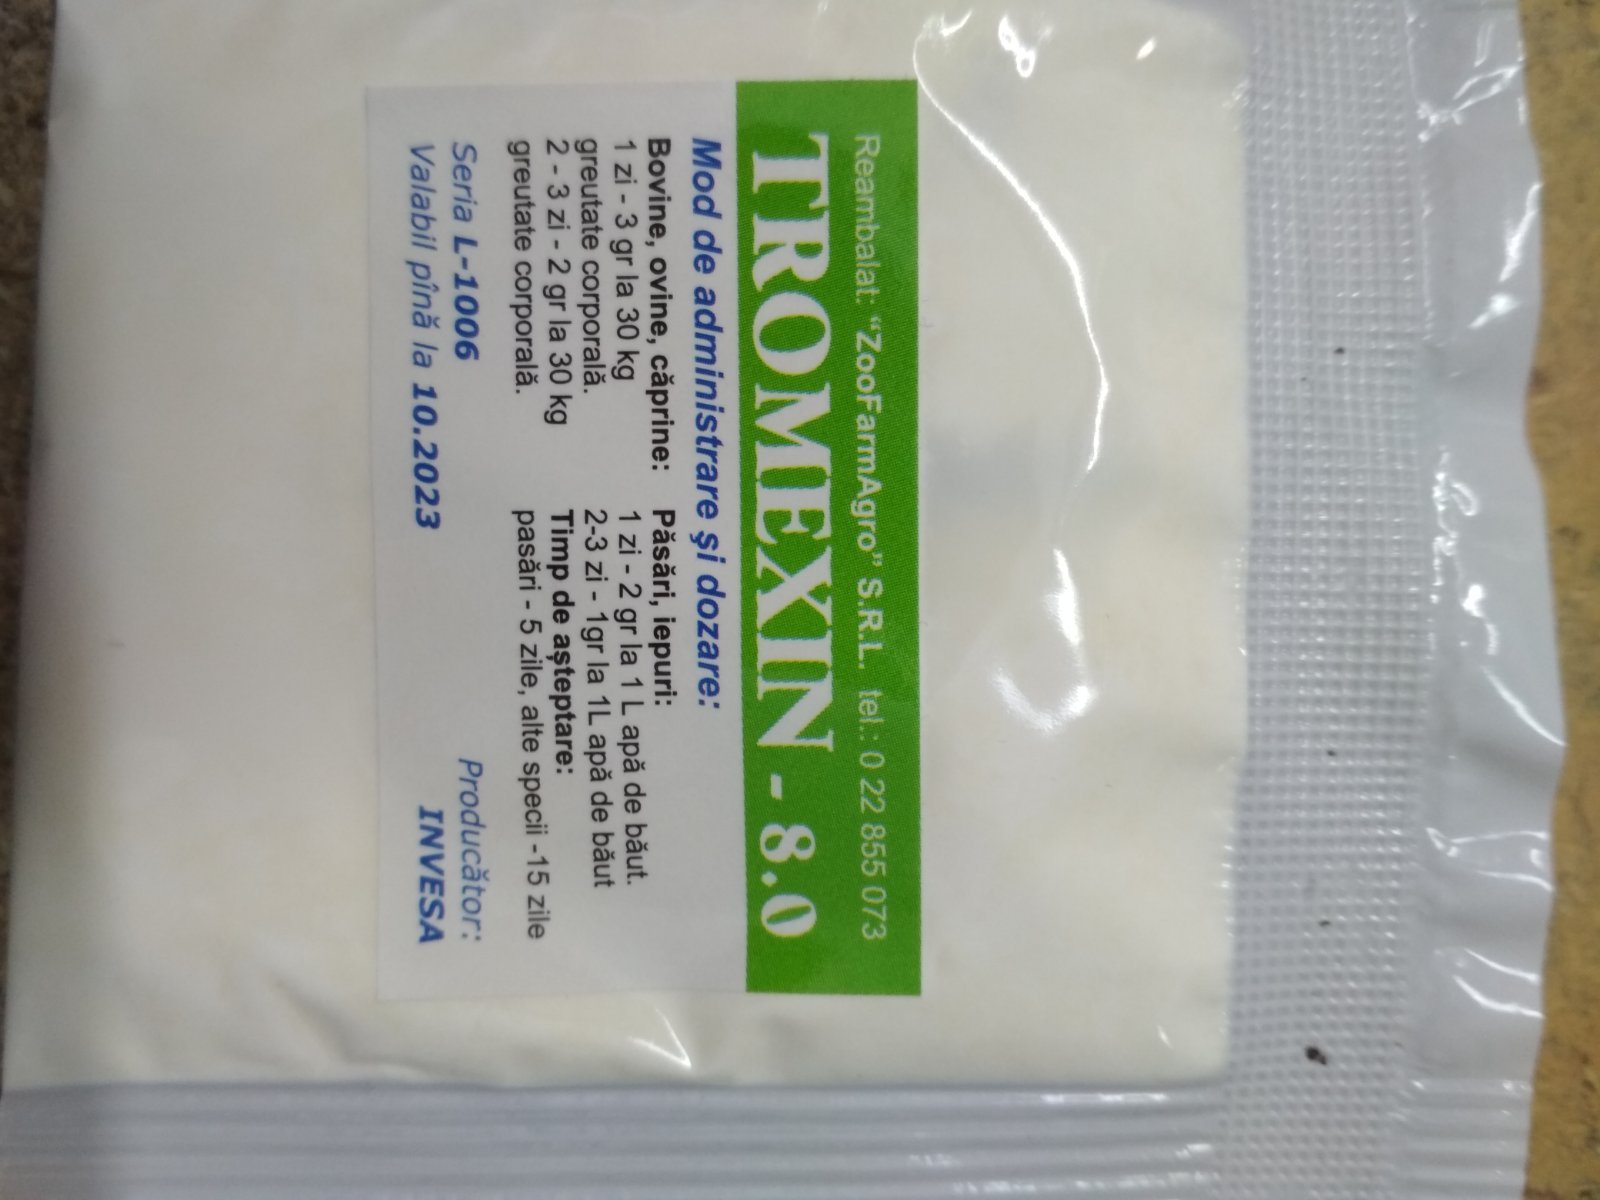 Reambalat: "ZooFarmAgro" S.R.L. tel.: 0 22 855 073
TROMEXIN - 8.0
Mod de administrare şi dozare:
Bovine, ovine, căprine:
1 zi - 3 gr la 30 kg
greutate corporală.
2 - 3 zi - 2 gr la 30 kg
greutate corporală.
Păsări, iepuri:
1 zi - 2 gr la 1 L apă de băut.
2-3 zi - 1gr la 1L apă de băut
Timp de așteptare:
pasări - 5 zile, alte specii -15 zile
Seria L-1006
Valabil pînă la 10.2023
Producător:
INVESA